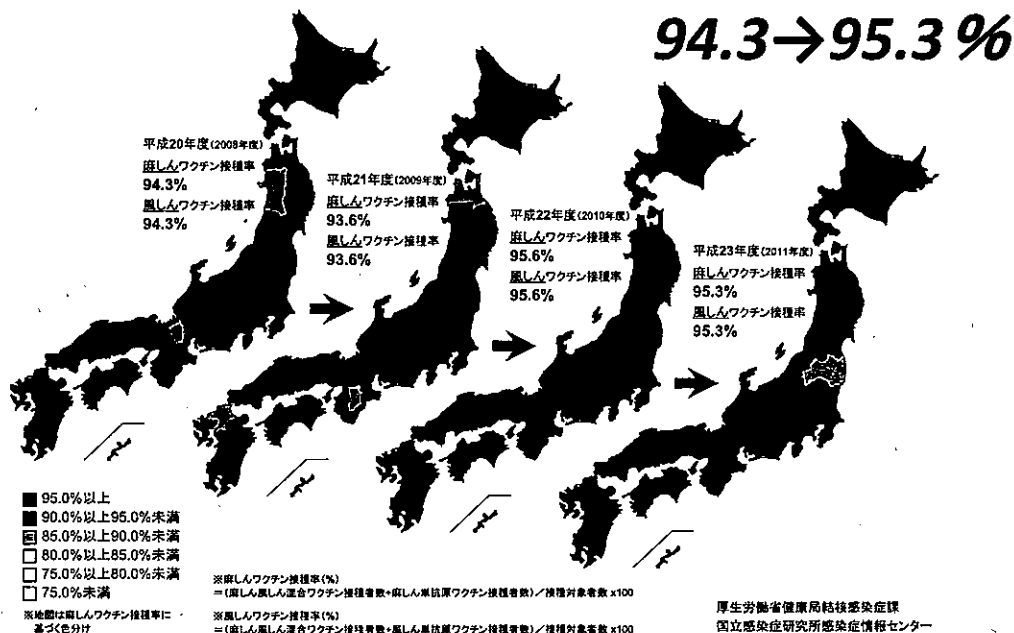 94.3→95.3%
平成20年度(2008年度)
麻しんワクチン接種率
94.3%
風しんワクチン接種率
94.3%
平成21年度(2009年度)
麻しんワクチン接種率
93.6%
風しんワクチン接種率
93.6%
平成22年度(2010年度)
麻しんワクチン接種率
95.6%
風しんワクチン接種率
95.6%
平成23年度(2011年度)
麻しんワクチン接種率
95.3%
風しんワクチン接種率
95.3%
95.0%以上
90.0%以上95.0%未満
85.0%以上90.0%未満
80.0%以上85.0%未満
75.0%以上80.0%未満
75.0%未満
※地図は麻しんワクチン接種率に
基づく色分け
※麻しんワクチン接種率(%)
=(麻しん風しん混合ワクチン接種者数+麻しん単抗原ワクチン接種者数)/接種対象者数 x100
※風しんワクチン接種率(%)
=(麻しん風しん混合ワクチン接種者数+風しん単抗原ワクチン接種者数)/接種対象者数 x100
厚生労働省健康局結核感染症課
国立感染症研究所感染症情報センター